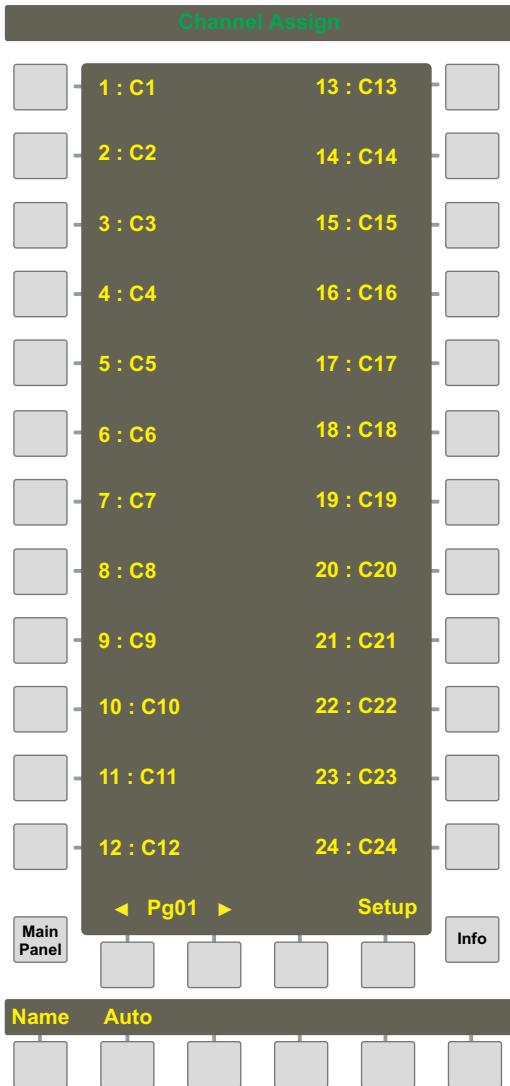 Channel Assign
1 : C1
13 : C13
2 : C2
14 : C14
3 : C3
15 : C15
4 : C4
16 : C16
5 : C5
17 : C17
6 : C6
18 : C18
7 : C7
19 : C19
8 : C8
20 : C20
9 : C9
21 : C21
10 : C10
22 : C22
11 : C11
23 : C23
12 : C12
24 : C24
◄ Pg01 ► Setup
Main
Panel
Info
Name Auto